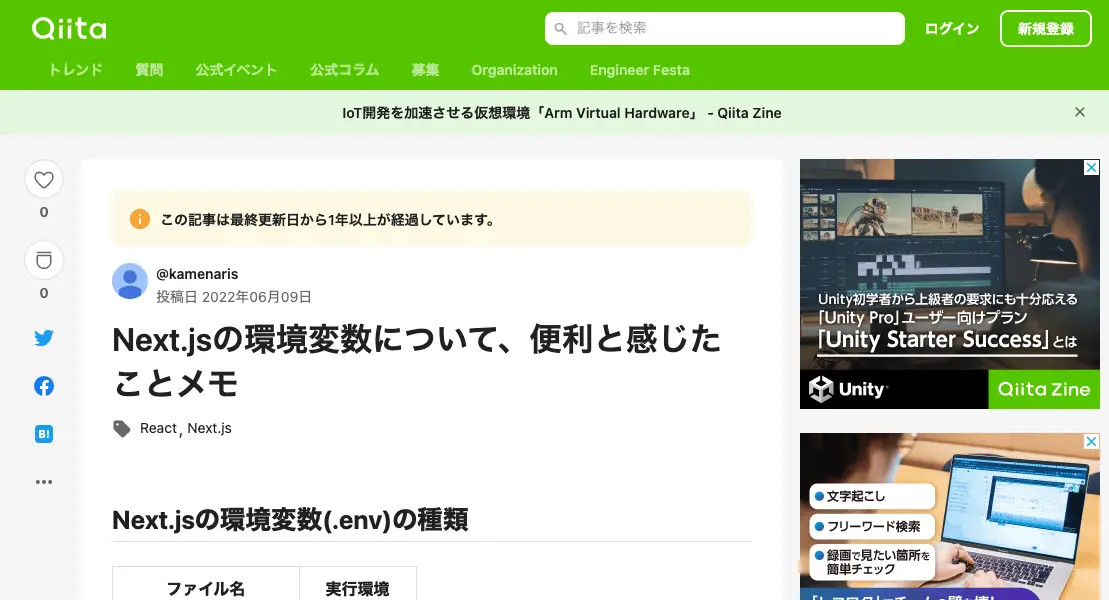 Qiita
記事を検索
ログイン
新規登録
トレンド
質問
公式イベント
公式コラム
募集
Organization
Engineer Festa
IoT開発を加速させる仮想環境「Arm Virtual Hardware」 - Qiita Zine
0
0
B!
この記事は最終更新日から1年以上が経過しています。
@kamenaris
投稿日 2022年06月09日
Next.jsの環境変数について、便利と感じた
ことメモ
React , Next.js
Next.jsの環境変数(.env)の種類
ファイル名
実行環境
Unity初学者から上級者の要求にも十分応える
「Unity Pro」ユーザー向けプラン
「Unity Starter Success」とは
Unity
Qiita Zine
文字起こし
フリーワード検索
録画で見たい箇所を
簡単チェック